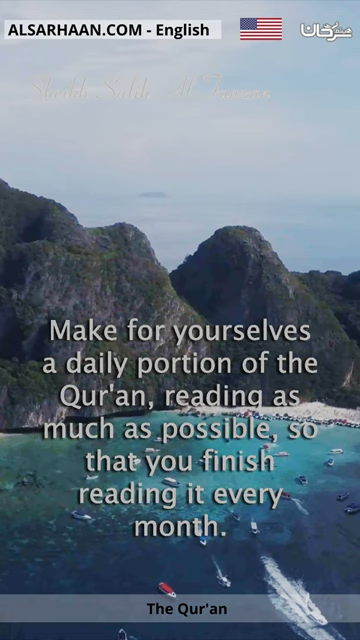 ALSARHAAN.COM - English
Make for yourselves
a daily portion of the
Qur'an, reading as
much as possible, so
that you finish
reading it every
month.
The Qur'an